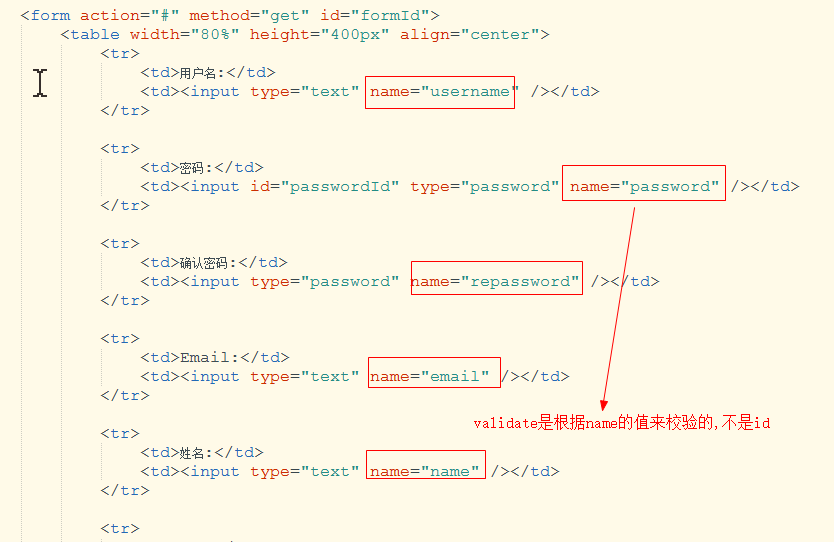 <form action="#" method="get" id="formId">
<table width="80%" height="400px" align="center">
<tr>
<td>用户名:</td>
<td><input type="text" name="username" /></td>
</tr>
<tr>
<td>密码:</td>
<td><input id="passwordId" type="password" name="password" /></td>
</tr>
<tr>
<td>确认密码:</td>
<td><input type="password" name="repassword" /></td>
</tr>
<tr>
<td>Email:</td>
<td><input type="text" name="email" /></td>
</tr>
validate是根据name的值来校验的,不是id
<tr>
<td>姓名:</td>
<td><input type="text" name="name" /></td>
</tr>
<tr>